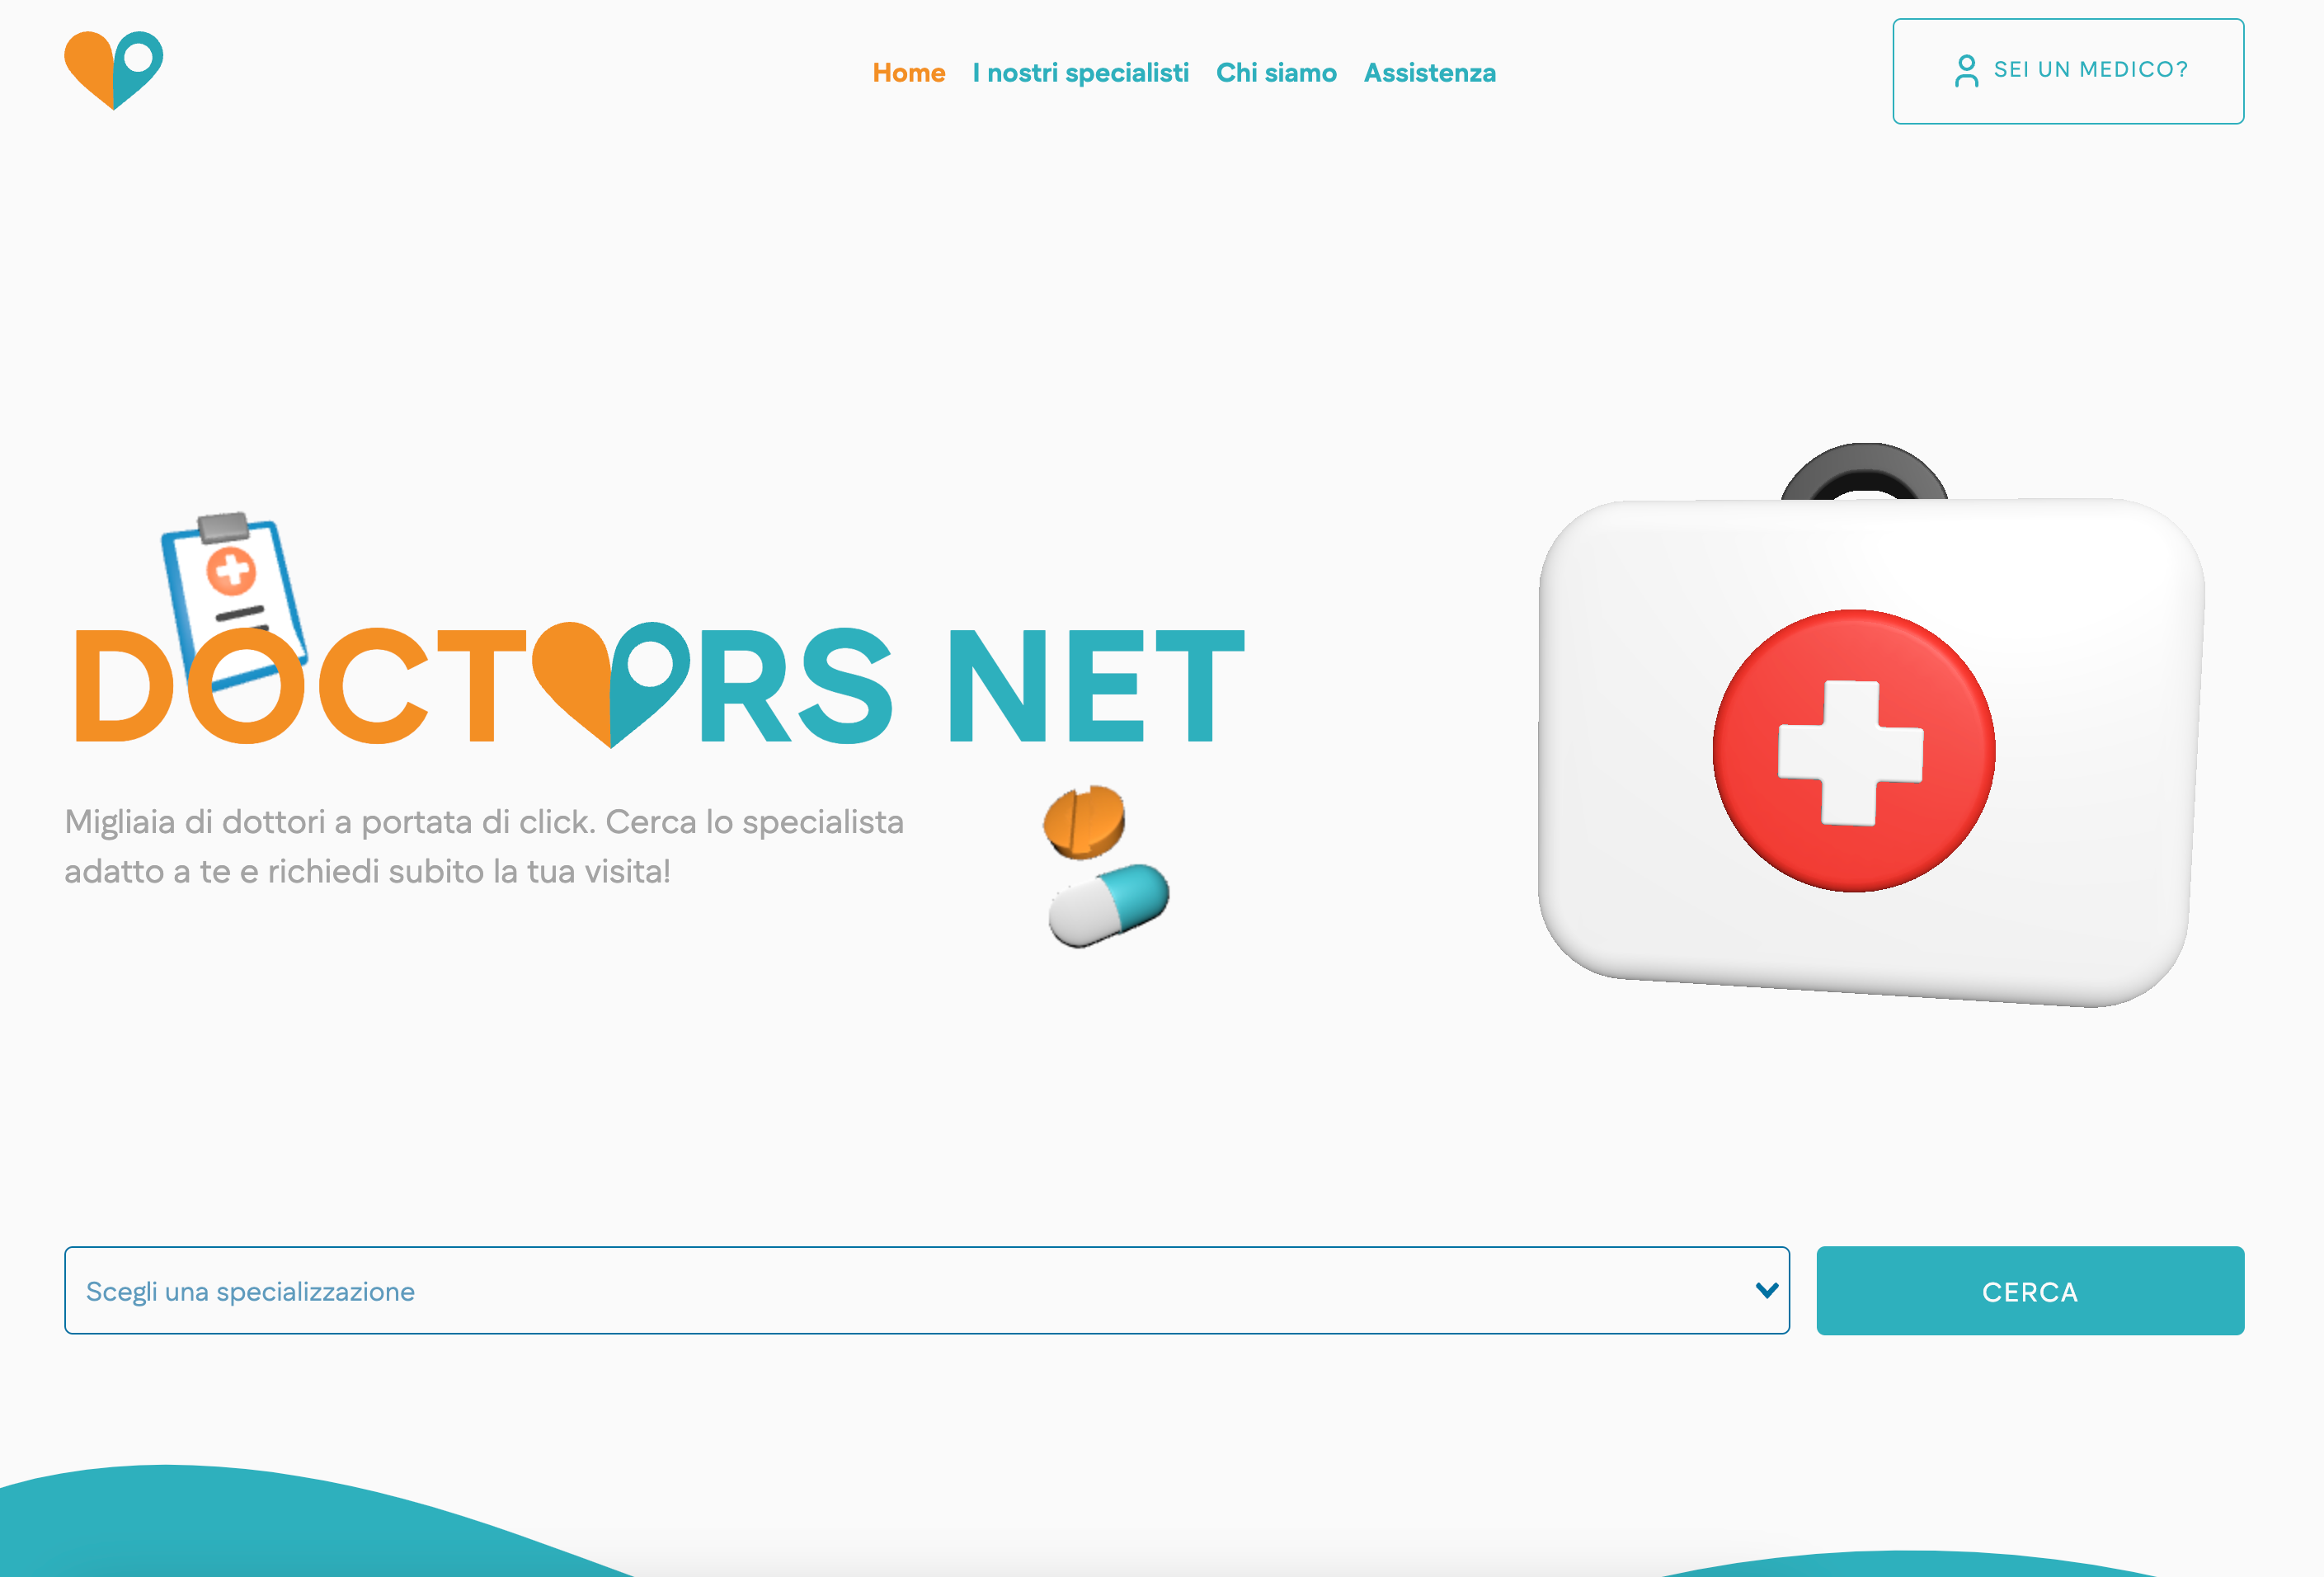 Home I nostri specialisti Chi siamo Assistenza
SEI UN MEDICO?
DOCTORS NET
Migliaia di dottori a portata di click. Cerca lo specialista
adatto a te e richiedi subito la tua visita!
Scegli una specializzazione
CERCA